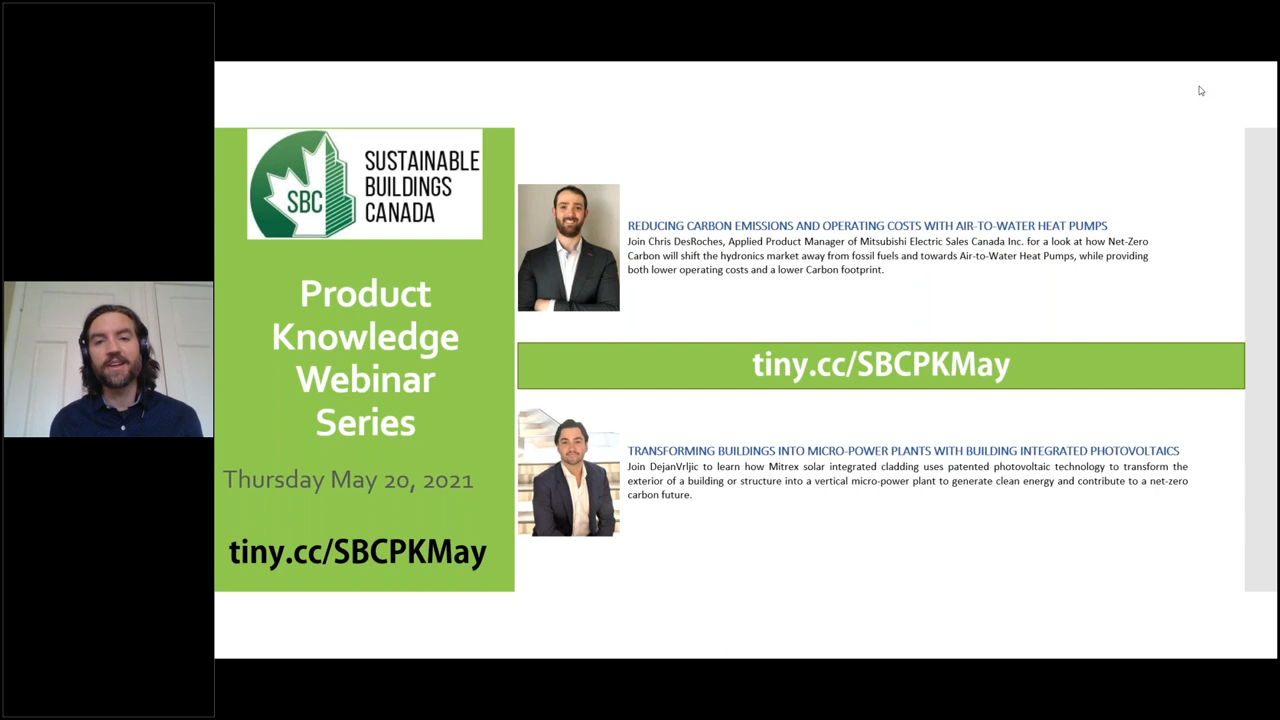 SBC
SUSTAINABLE
BUILDINGS
CANADA
Product
Knowledge
Webinar
Series
Thursday May 20, 2021
tiny.cc/SBCPKMay
REDUCING CARBON EMISSIONS AND OPERATING COSTS WITH AIR-TO-WATER HEAT PUMPS
Join Chris DesRoches, Applied Product Manager of Mitsubishi Electric Sales Canada Inc. for a look at how Net-Zero
Carbon will shift the hydronics market away from fossil fuels and towards Air-to-Water Heat Pumps, while providing
both lower operating costs and a lower Carbon footprint.
tiny.cc/SBCPKMay
TRANSFORMING BUILDINGS INTO MICRO-POWER PLANTS WITH BUILDING INTEGRATED PHOTOVOLTAICS
Join DejanVrljic to learn how Mitrex solar integrated cladding uses patented photovoltaic technology to transform the
exterior of a building or structure into a vertical micro-power plant to generate clean energy and contribute to a net-zero
carbon future.